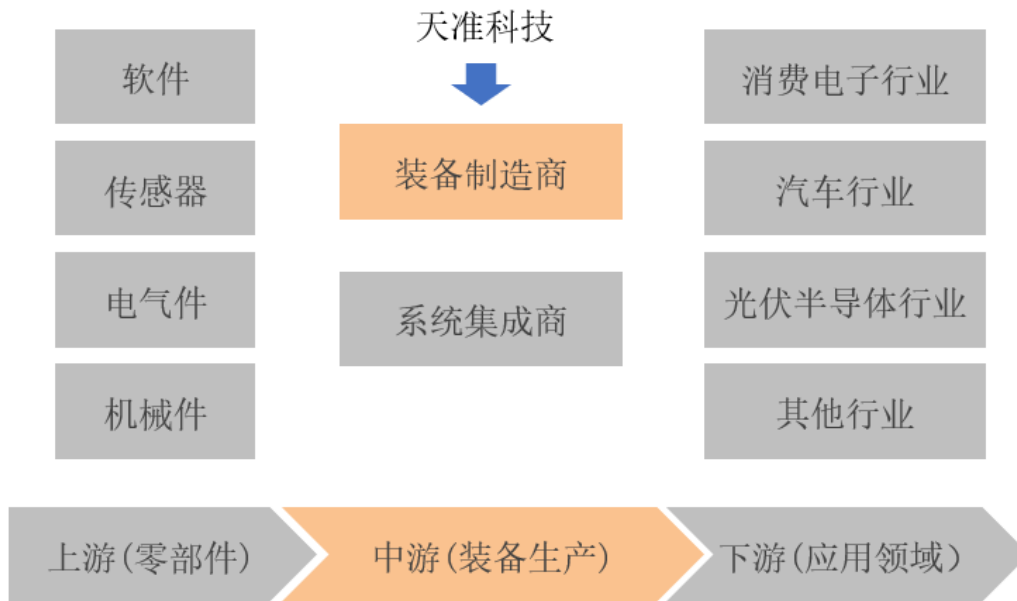 天准科技
软件
传感器
电气件
机械件
装备制造商
系统集成商
消费电子行业
汽车行业
光伏半导体行业
其他行业
上游(零部件)
中游(装备生产)
下游(应用领域）